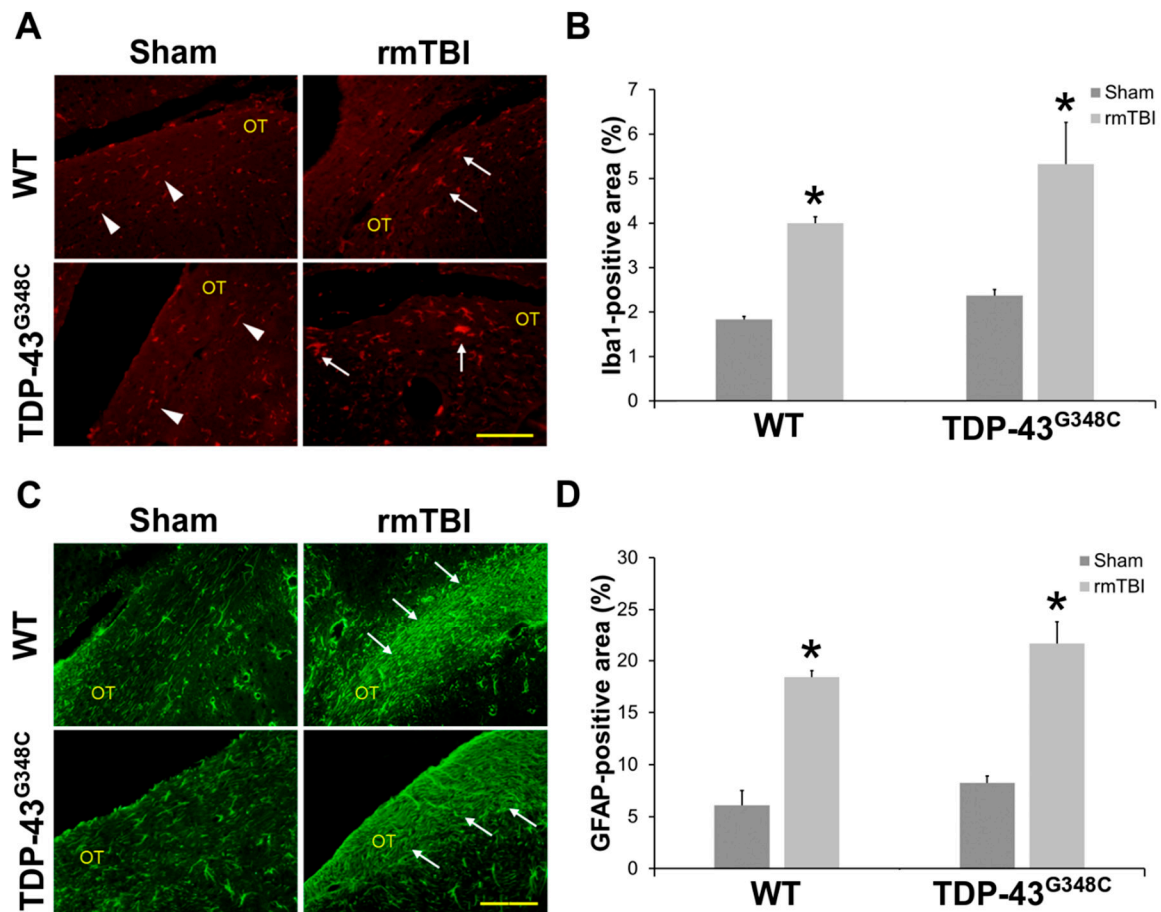 A
Sham
rmTBI
WT
OT
OT
TDP-43G348C
OT
OT
B
Iba1-positive area (%)
7
6
5
4
3
2
1
0
*
*
Sham
rmTBI
WT
TDP-43G348C
C
Sham
rmTBI
WT
OT
OT
TDP-43G348C
OT
OT
D
GFAP-positive area (%)
30
25
20
15
10
5
0
*
*
Sham
rmTBI
WT
TDP-43G348C